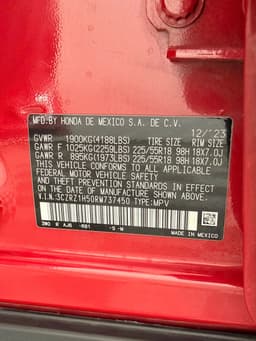 MFD.BY HONDA DE MEXICO S.A. DE C.V.
12/'23
GVWR 1900KG(4188LBS) TIRE SIZE RIM SIZE
GAWR F 1025KG(2259LBS) 225/55R18 98H 18X7.0J
GAWR R 895KG(1973LBS) 225/55R18 98H 18X7.0J
THIS VEHICLE CONFORMS TO ALL APPLICABLE
FEDERAL MOTOR VEHICLE SAFETY AND
THEFT PREVENTION STANDARDS IN EFFECT ON
THE DATE OF MANUFACTURE SHOWN ABOVE.
V.I.N:3CZRZ1H50RM737450 TYPE:MPV
MADE IN MEXICO